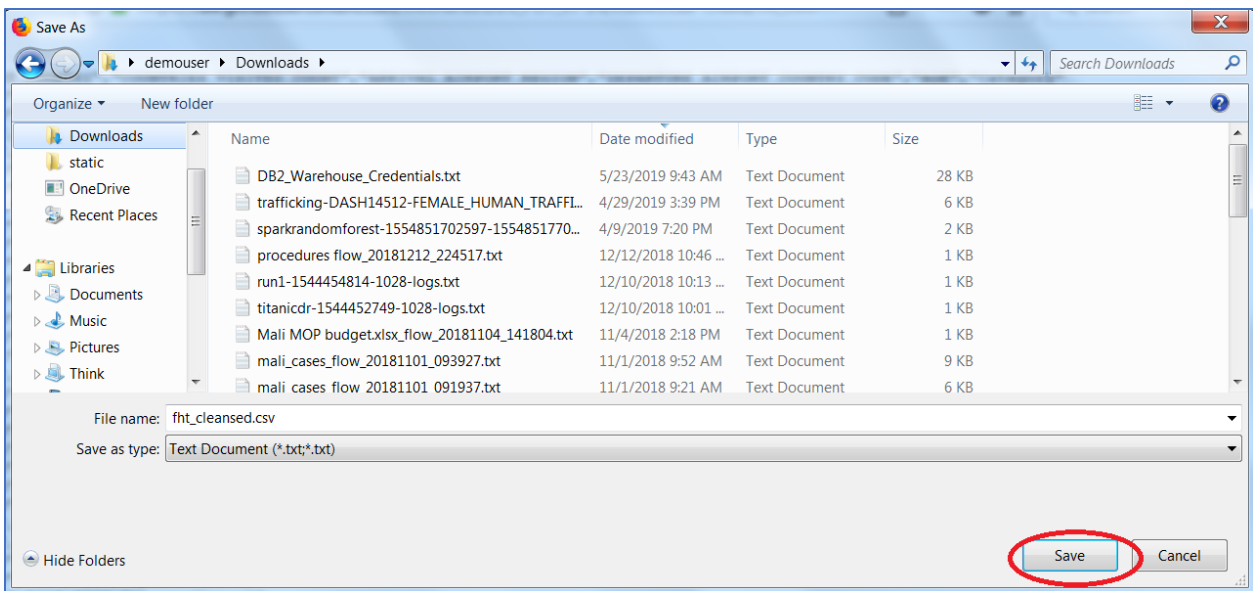 Save As
demouser Downloads
Search Downloads
Organize New folder
Downloads
static
OneDrive
Recent Places
Libraries
Documents
Music
Pictures
Think
Name Date modified Type Size
DB2_Warehouse_Credentials.txt 5/23/2019 9:43 AM Text Document 28 KB
trafficking-DASH14512-FEMALE_HUMAN_TRAFFI... 4/29/2019 3:39 PM Text Document 6 KB
sparkrandomforest-1554851702597-1554851770... 4/9/2019 7:20 PM Text Document 2 KB
procedures flow_20181212_224517.txt 12/12/2018 10:46 ... Text Document 1 KB
run1-1544454814-1028-logs.txt 12/10/2018 10:13 ... Text Document 1 KB
titanicdr-1544452749-1028-logs.txt 12/10/2018 10:01 ... Text Document 1 KB
Mali MOP budget.xlsx_flow_20181104_141804.txt 11/4/2018 2:18 PM Text Document 1 KB
mali_cases_flow_20181101_093927.txt 11/1/2018 9:52 AM Text Document 9 KB
mali_cases_flow_20181101_091937.txt 11/1/2018 9:21 AM Text Document 6 KB
File name: fht_cleansed.csv
Save as type: Text Document (*.txt;*.txt)
Hide Folders
Save Cancel